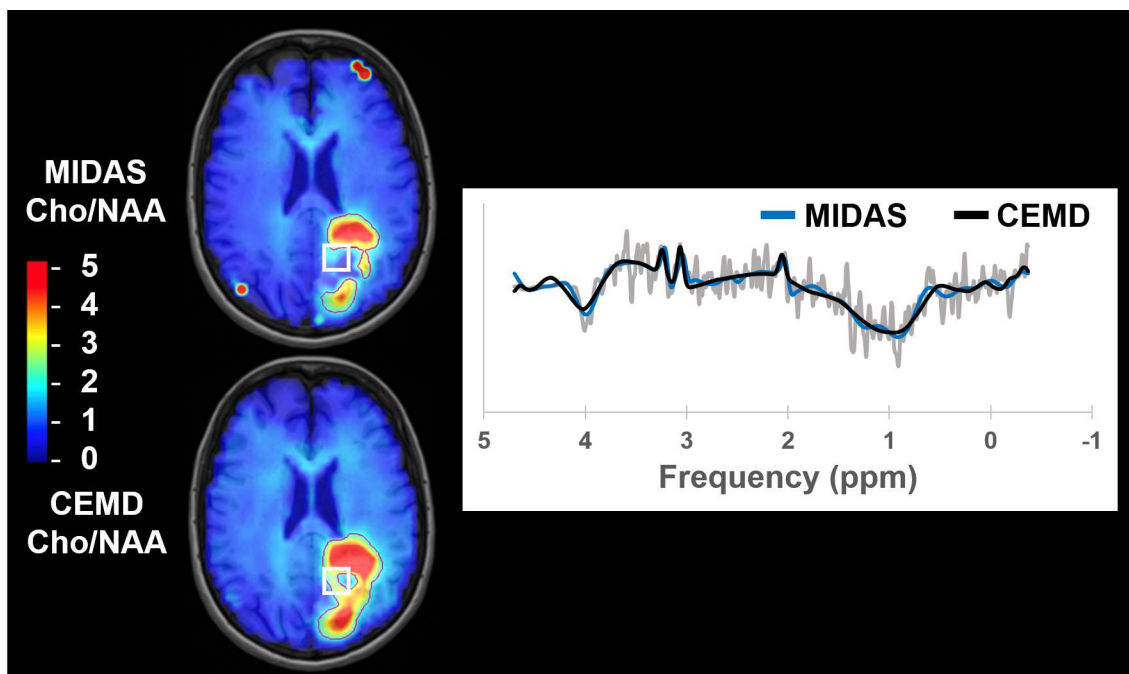 MIDAS
Cho/NAA
- 5
- 4
- 3
- 2
- 1
- 0
CEMD
Cho/NAA
MIDAS CEMD
5 4 3 2 1 0 -1
Frequency (ppm)